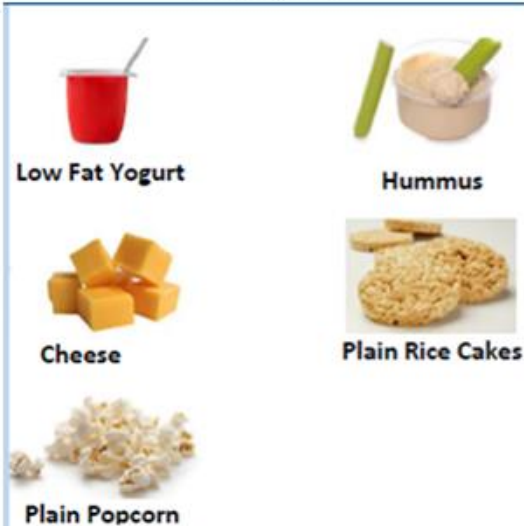 Low Fat Yogurt
Hummus
Cheese
Plain Rice Cakes
Plain Popcorn